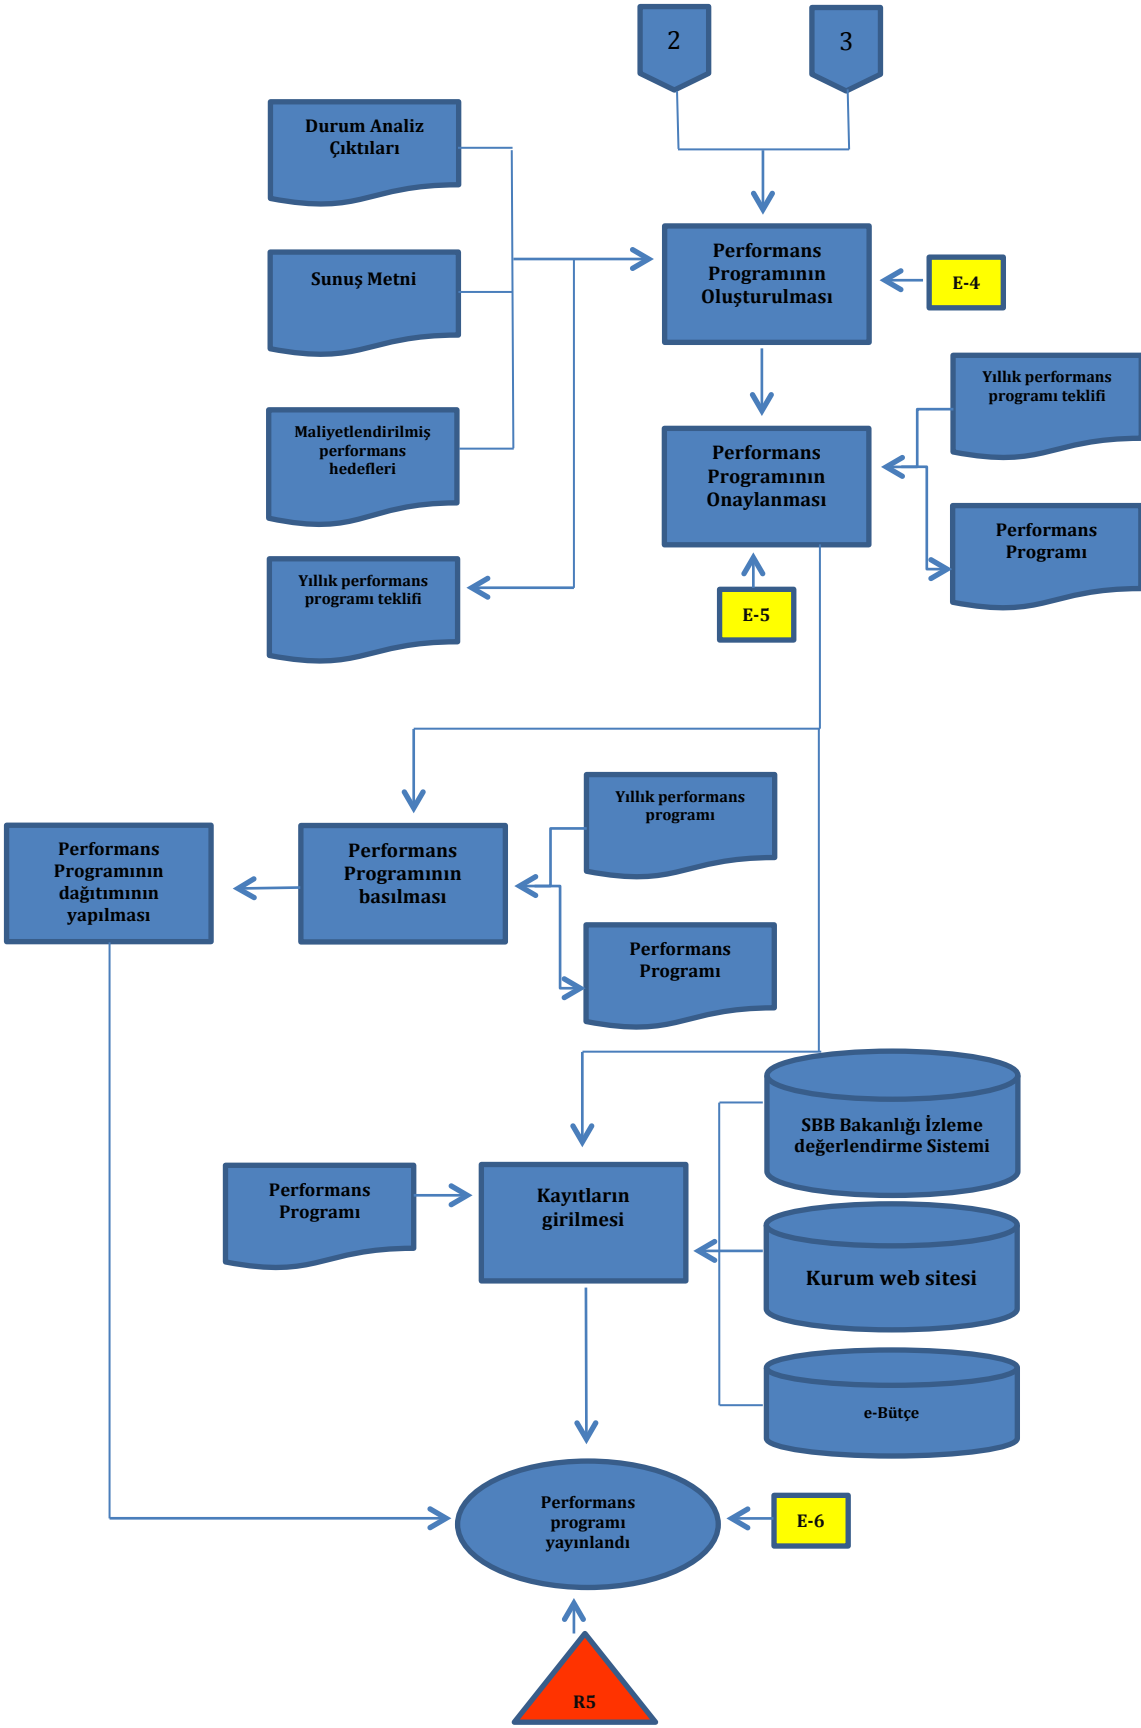 2
3
Durum Analiz
Çıktıları
Sunuş Metni
Maliyetlendirilmiş
performans
hedefleri
Yıllık performans
programı teklifi
Performans
Programının
Oluşturulması
E-4
Yıllık performans
programı teklifi
Performans
Programının
Onaylanması
Performans
Programı
E-5
Yıllık performans
programı
Performans
Programının
dağıtımının
yapılması
Performans
Programının
basılması
Performans
Programı
SBB Bakanlığı İzleme
değerlendirme Sistemi
Performans
Programı
Kayıtların
girilmesi
Kurum web sitesi
e-Bütçe
Performans
programı
yayınlandı
E-6
R5